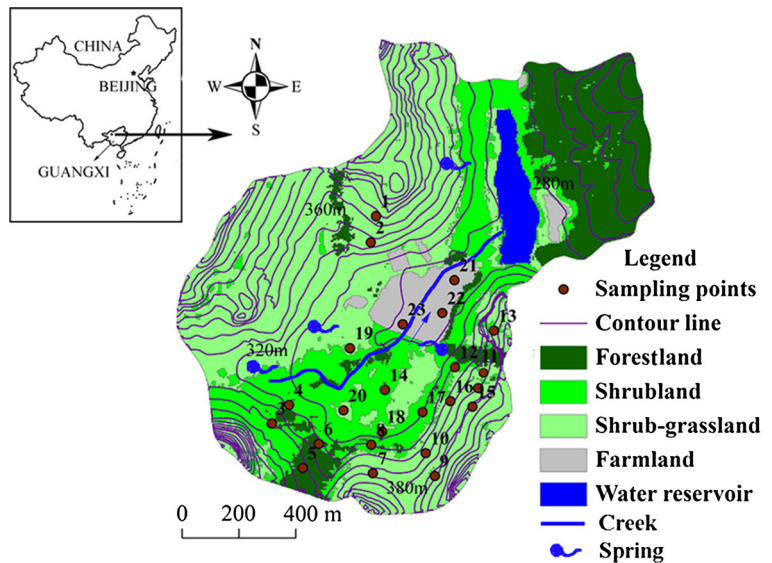 CHINA
BEIJING
GUANGXI
N
W E
S
280m
360m
1
2
21
22
23
13
19
320m
12
11
14
16
15
4
3
20
17
18
6
8
10
5
7
9
380m
0 200 400 m
Legend
Sampling points
Contour line
Forestland
Shrubland
Shrub-grassland
Farmland
Water reservoir
Creek
Spring